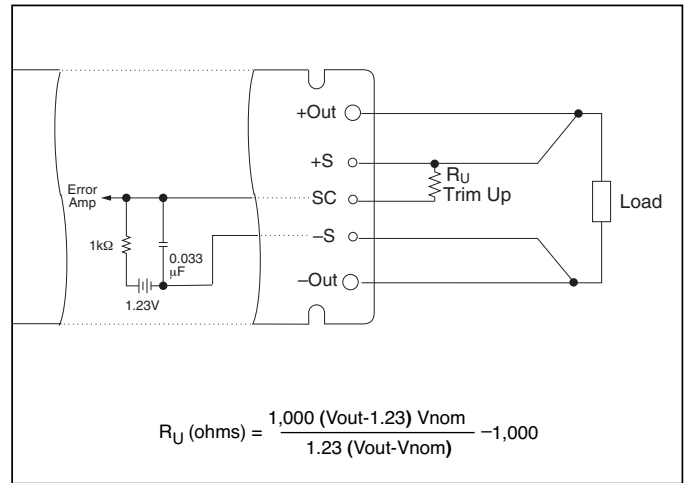 +Out
+S
R_U
Trim Up
Error
Amp
SC
Load
1kΩ
–S
0.033
µF
–Out
1.23V
R_U (ohms) = 1,000 (Vout-1.23) Vnom / 1.23 (Vout-Vnom) –1,000